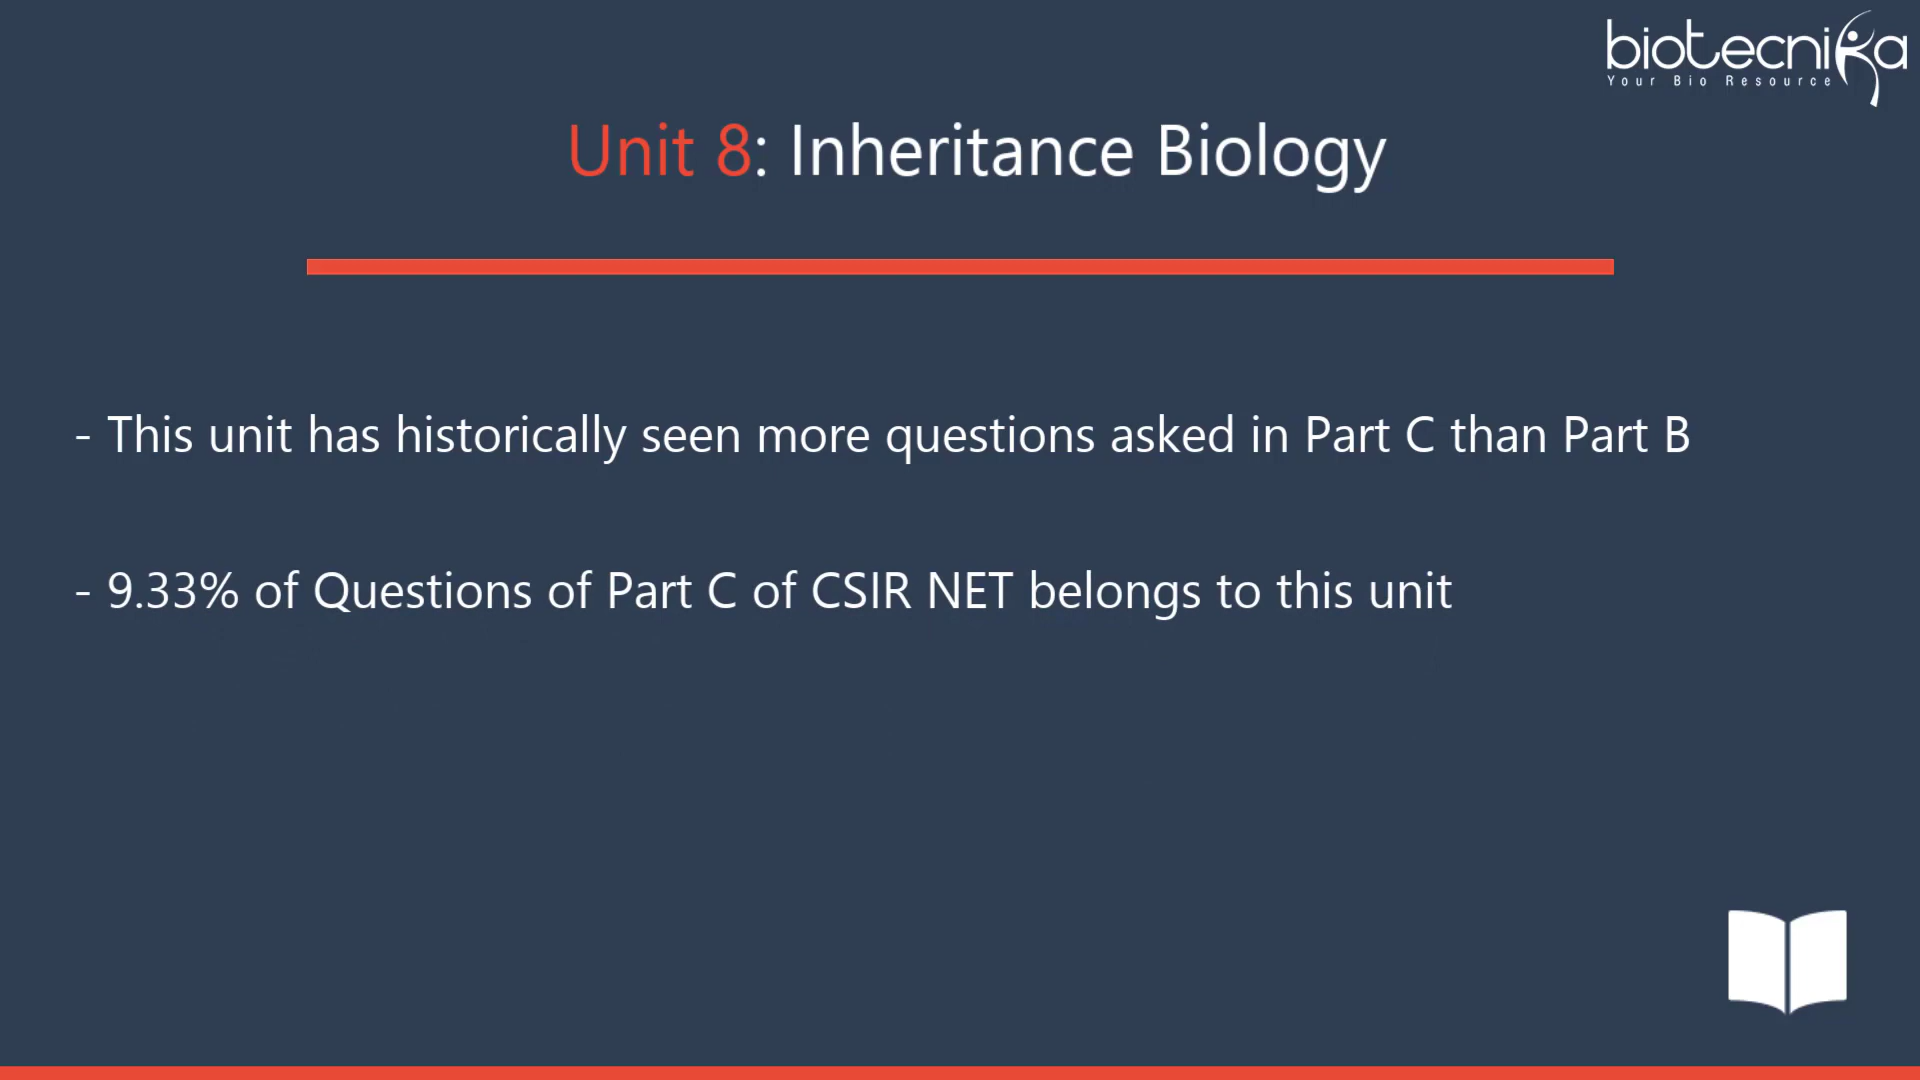 biotecnika
Your Bio Resource
Unit 8: Inheritance Biology
- This unit has historically seen more questions asked in Part C than Part B
- 9.33% of Questions of Part C of CSIR NET belongs to this unit